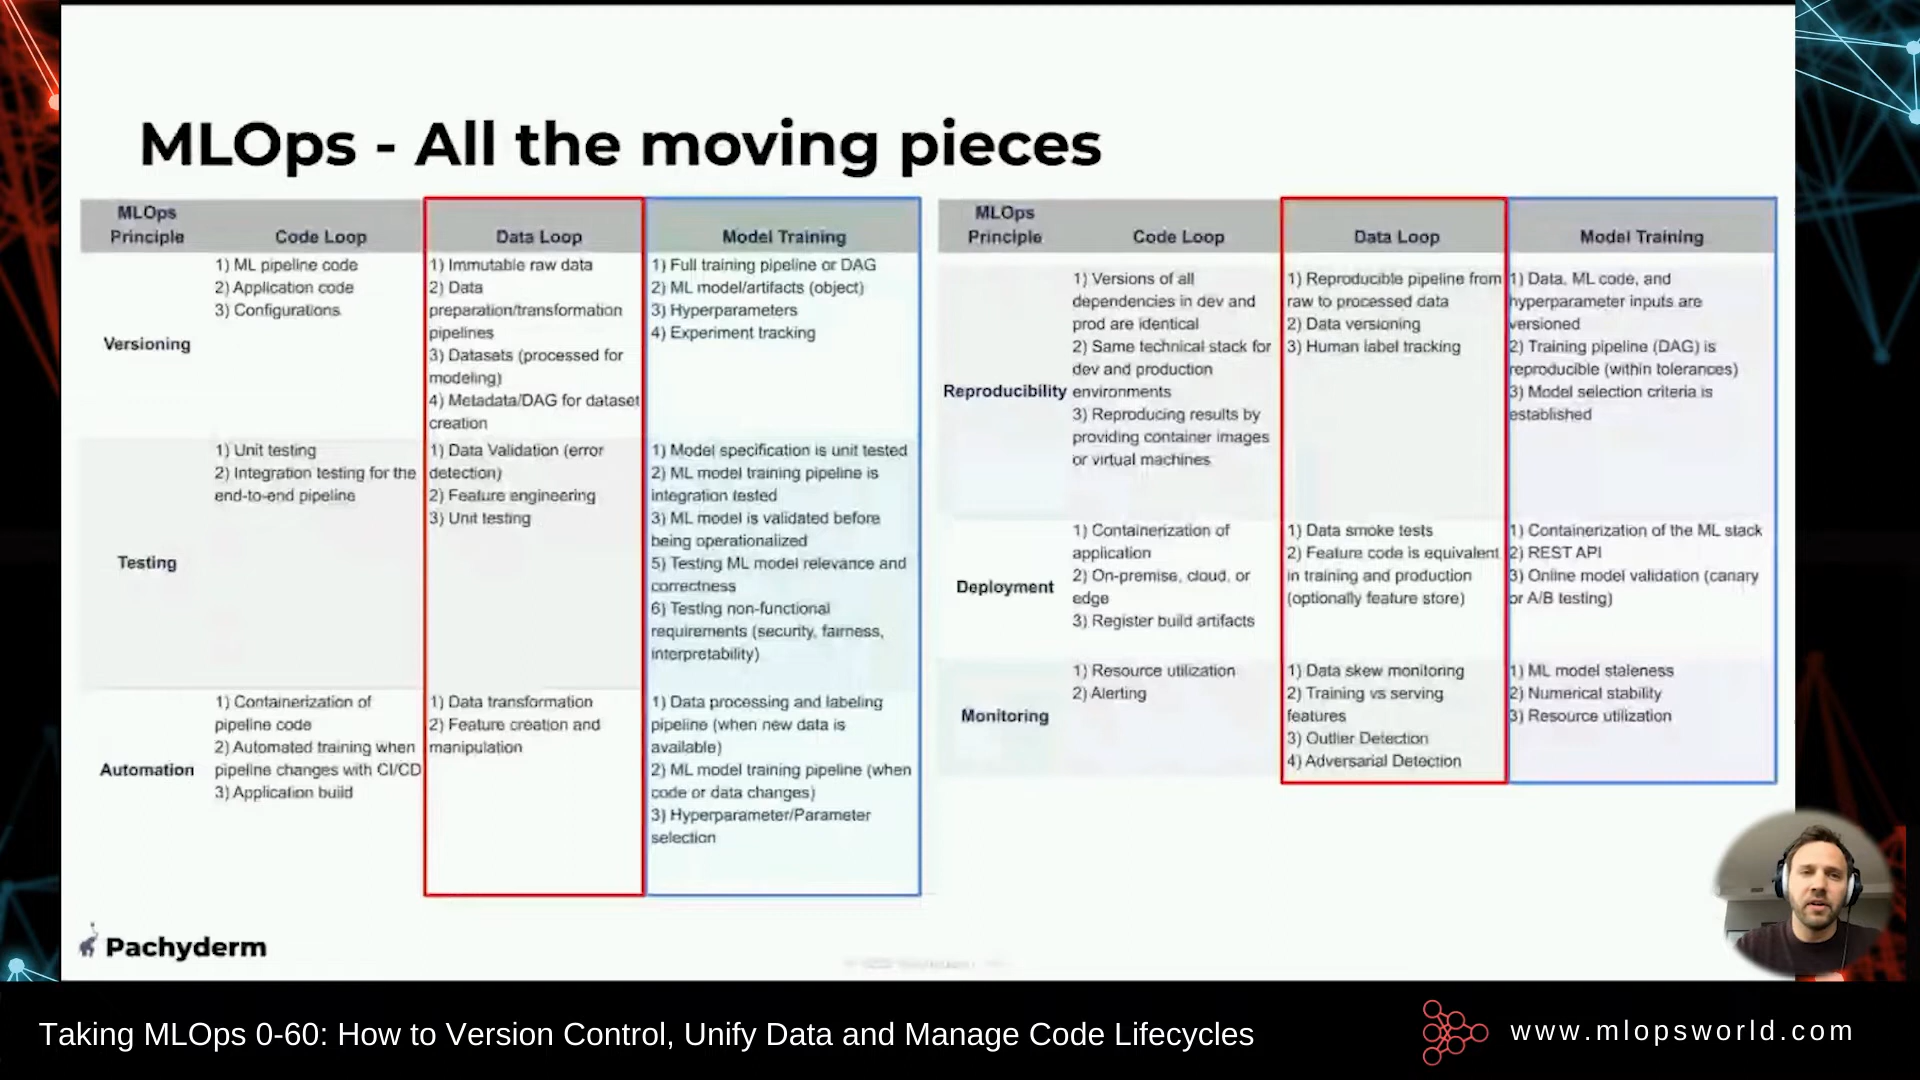 MLOps - All the moving pieces
MLOps
Principle
Code Loop
Data Loop
Model Training
Versioning
1) ML pipeline code
2) Application code
3) Configurations
1) Immutable raw data
2) Data
preparation/transformation
pipelines
3) Datasets (processed for
modeling)
4) Metadata/DAG for dataset
creation
1) Full training pipeline or DAG
2) ML model/artifacts (object)
3) Hyperparameters
4) Experiment tracking
Testing
1) Unit testing
2) Integration testing for the
end-to-end pipeline
1) Data Validation (error
detection)
2) Feature engineering
3) Unit testing
1) Model specification is unit tested
2) ML model training pipeline is
integration tested
3) ML model is validated before
being operationalized
5) Testing ML model relevance and
correctness
6) Testing non-functional
requirements (security, fairness,
interpretability)
Automation
1) Containerization of
pipeline code
2) Automated training when
pipeline changes with CI/CD
3) Application build
1) Data transformation
2) Feature creation and
manipulation
1) Data processing and labeling
pipeline (when new data is
available)
2) ML model training pipeline (when
code or data changes)
3) Hyperparameter/Parameter
selection
MLOps
Principle
Code Loop
Data Loop
Model Training
Reproducibility
1) Versions of all
dependencies in dev and
prod are identical
2) Same technical stack for
dev and production
environments
3) Reproducing results by
providing container images
or virtual machines
1) Reproducible pipeline from
raw to processed data
2) Data versioning
3) Human label tracking
1) Data, ML code, and
hyperparameter inputs are
versioned
2) Training pipeline (DAG) is
reproducible (within tolerances)
3) Model selection criteria is
established
Deployment
1) Containerization of
application
2) On-premise, cloud, or
edge
3) Register build artifacts
1) Data smoke tests
2) Feature code is equivalent
in training and production
(optionally feature store)
1) Containerization of the ML stack
2) REST API
3) Online model validation (canary
or A/B testing)
Monitoring
1) Resource utilization
2) Alerting
1) Data skew monitoring
2) Training vs serving
features
3) Outlier Detection
4) Adversarial Detection
1) ML model staleness
2) Numerical stability
3) Resource utilization
Pachyderm
Taking MLOps 0-60: How to Version Control, Unify Data and Manage Code Lifecycles
www.mlopsworld.com